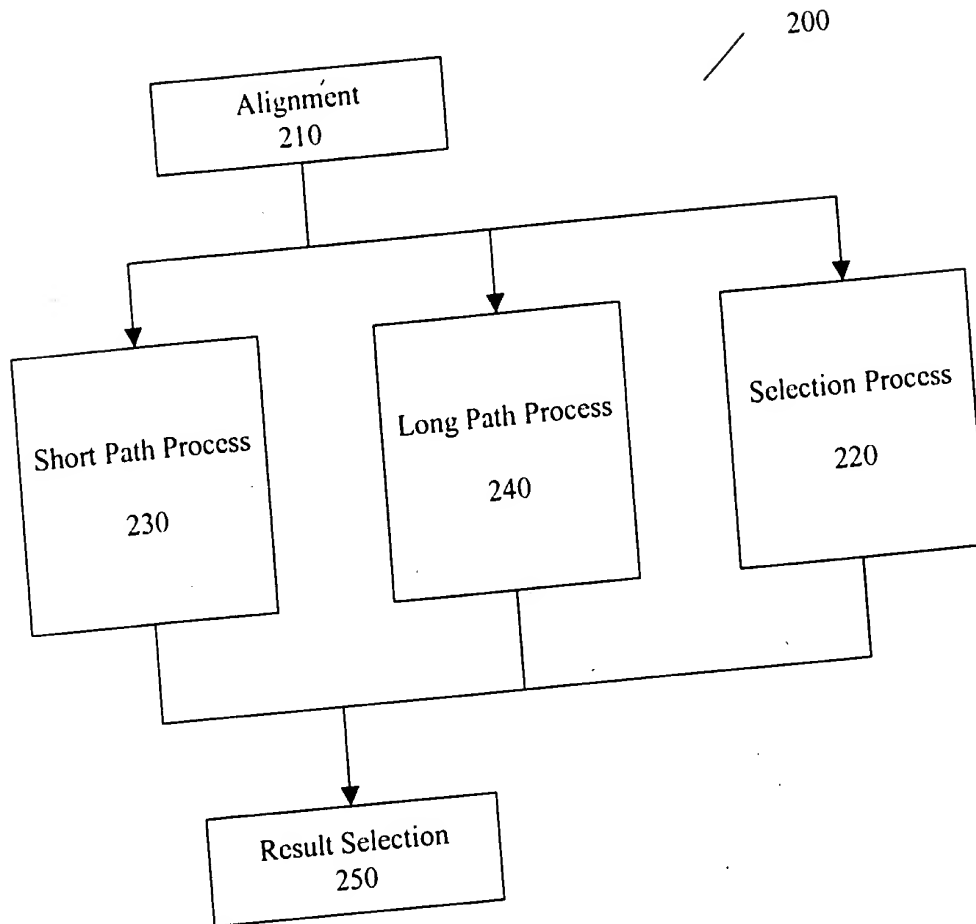 200
Alignment
210
Short Path Process
230
Long Path Process
240
Selection Process
220
Result Selection
250